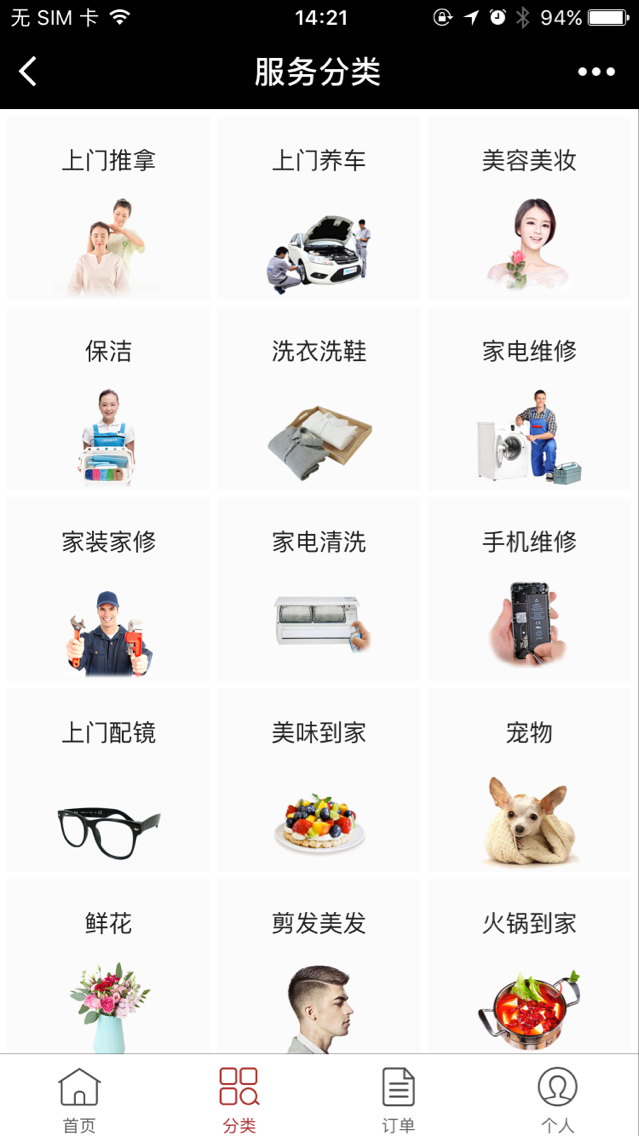 无 SIM 卡
14:21
94%
服务分类
上门推拿
上门养车
美容美妆
保洁
洗衣洗鞋
家电维修
家装家修
家电清洗
手机维修
上门配镜
美味到家
宠物
鲜花
剪发美发
火锅到家
首页
分类
订单
个人